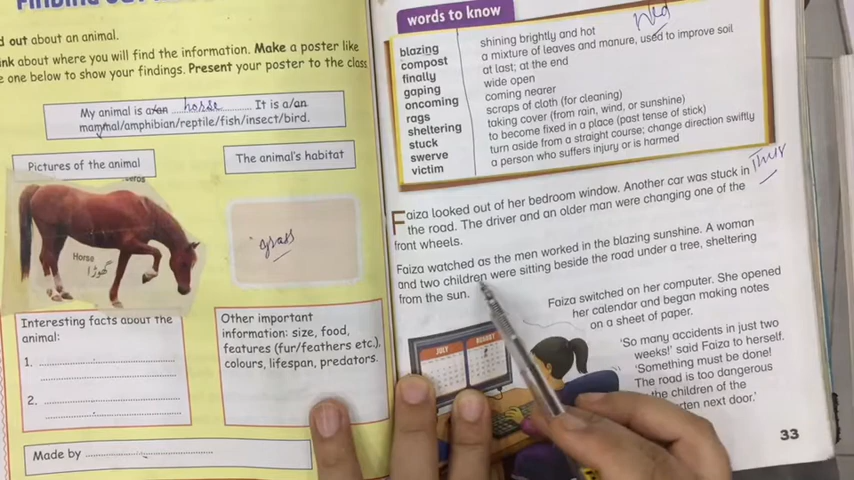 d out about an animal.
nk about where you will find the information. Make a poster like
e one below to show your findings. Present your poster to the class
My animal is a/an horse It is a/an
mammal/amphibian/reptile/fish/insect/bird.
Pictures of the animal
The animal's habitat
Horse
گھوڑا
grass
Interesting facts about the
animal:
1.
2.
Other important
information: size, food,
features (fur/feathers etc.),
colours, lifespan, predators.
Made by
words to know
Wed
blazing shining brightly and hot
compost a mixture of leaves and manure, used to improve soil
finally at last; at the end
gaping wide open
oncoming coming nearer
rags scraps of cloth (for cleaning)
sheltering taking cover (from rain, wind, or sunshine)
stuck to become fixed in a place (past tense of stick)
swerve turn aside from a straight course; change direction swiftly
victim a person who suffers injury or is harmed
Thur
Faiza looked out of her bedroom window. Another car was stuck in
the road. The driver and an older man were changing one of the
front wheels.
Faiza watched as the men worked in the blazing sunshine. A woman
and two children were sitting beside the road under a tree, sheltering
from the sun.
Faiza switched on her computer. She opened
her calendar and began making notes
on a sheet of paper.
JULY
AUGUST
'So many accidents in just two
weeks!' said Faiza to herself.
'Something must be done!
The road is too dangerous
the children of the
rten next door.'
33